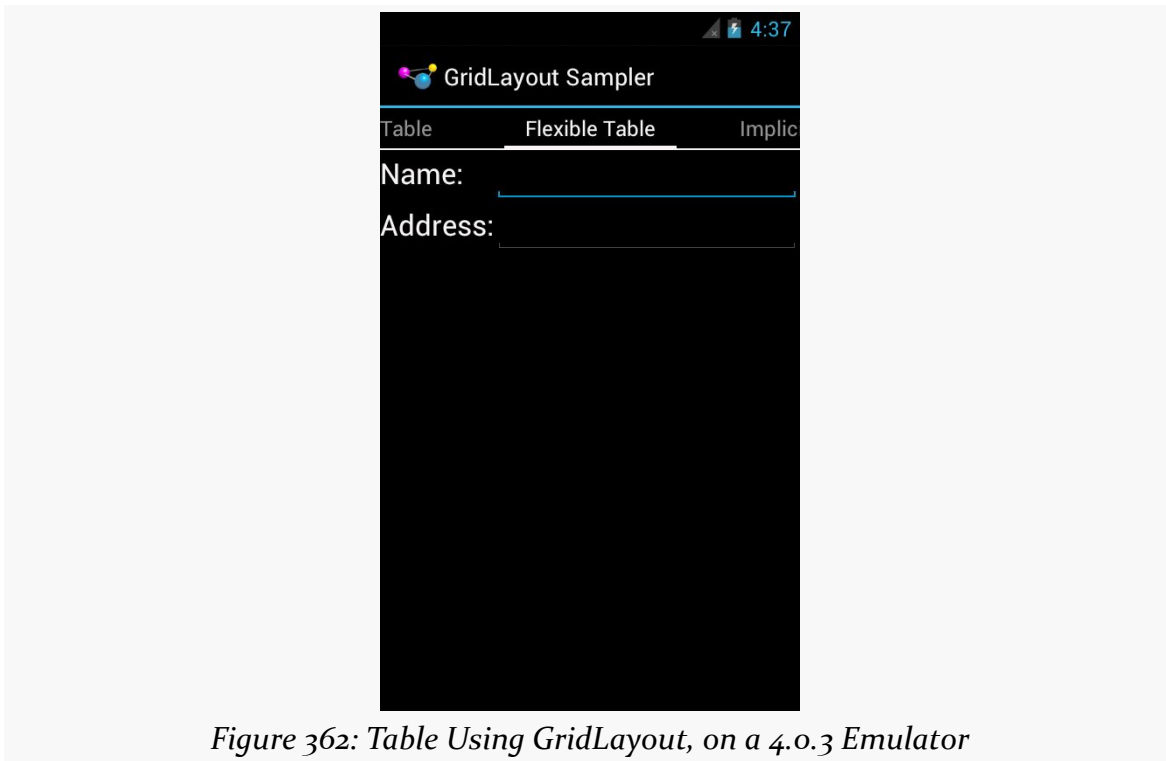 4:37
GridLayout Sampler
Table Flexible Table Implici
Name:
Address:
Figure 362: Table Using GridLayout, on a 4.0.3 Emulator